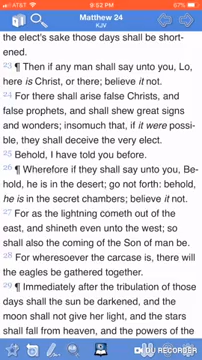 AT&T
9:52 PM
Matthew 24
KJV
the elect's sake those days shall be short-
ened.
23 ¶ Then if any man shall say unto you, Lo,
here is Christ, or there; believe it not.
24 For there shall arise false Christs, and
false prophets, and shall shew great signs
and wonders; insomuch that, if it were possi-
ble, they shall deceive the very elect.
25 Behold, I have told you before.
26 ¶ Wherefore if they shall say unto you, Be-
hold, he is in the desert; go not forth: behold,
he is in the secret chambers; believe it not.
27 For as the lightning cometh out of the
east, and shineth even unto the west; so
shall also the coming of the Son of man be.
28 For wheresoever the carcase is, there will
the eagles be gathered together.
29 ¶ Immediately after the tribulation of those
days shall the sun be darkened, and the
moon shall not give her light, and the stars
shall fall from heaven, and the powers of the
DU RECORDER